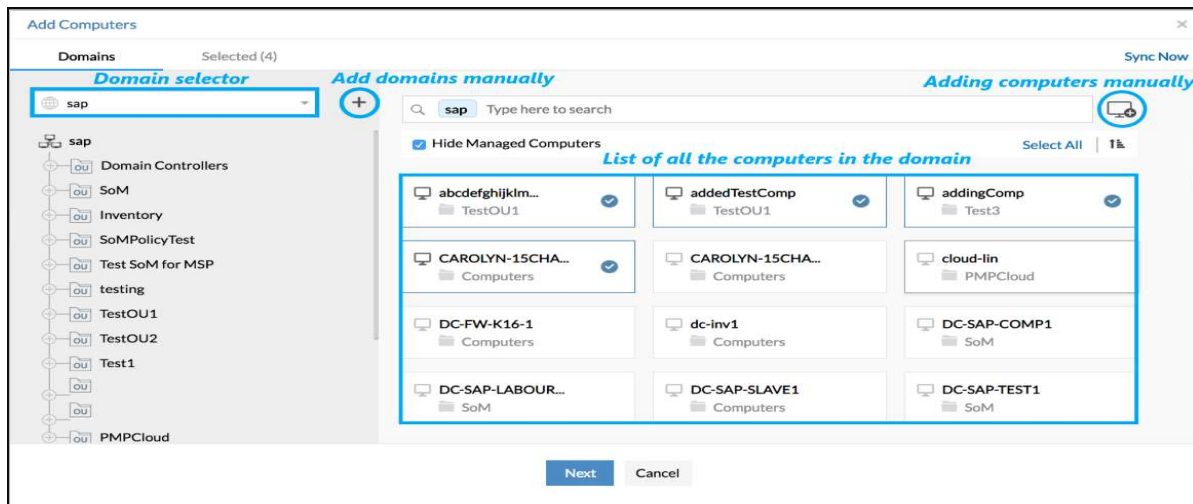 Add Computers
Domains Selected (4) Sync Now
Domain selector Add domains manually Adding computers manually
sap
sap Type here to search
Hide Managed Computers Select All
List of all the computers in the domain
sap
OU Domain Controllers
OU SoM
OU Inventory
OU SoMPolicyTest
OU Test SoM for MSP
OU testing
OU TestOU1
OU TestOU2
OU Test1
OU
OU
OU PMPCloud
abcdefghijklm... addedTestComp addingComp
TestOU1 TestOU1 Test3
CAROLYN-15CHA... CAROLYN-15CHA... cloud-lin
Computers Computers PMPCloud
DC-FW-K16-1 dc-inv1 DC-SAP-COMP1
Computers Computers SoM
DC-SAP-LABOUR... DC-SAP-SLAVE1 DC-SAP-TEST1
SoM Computers SoM
Next Cancel